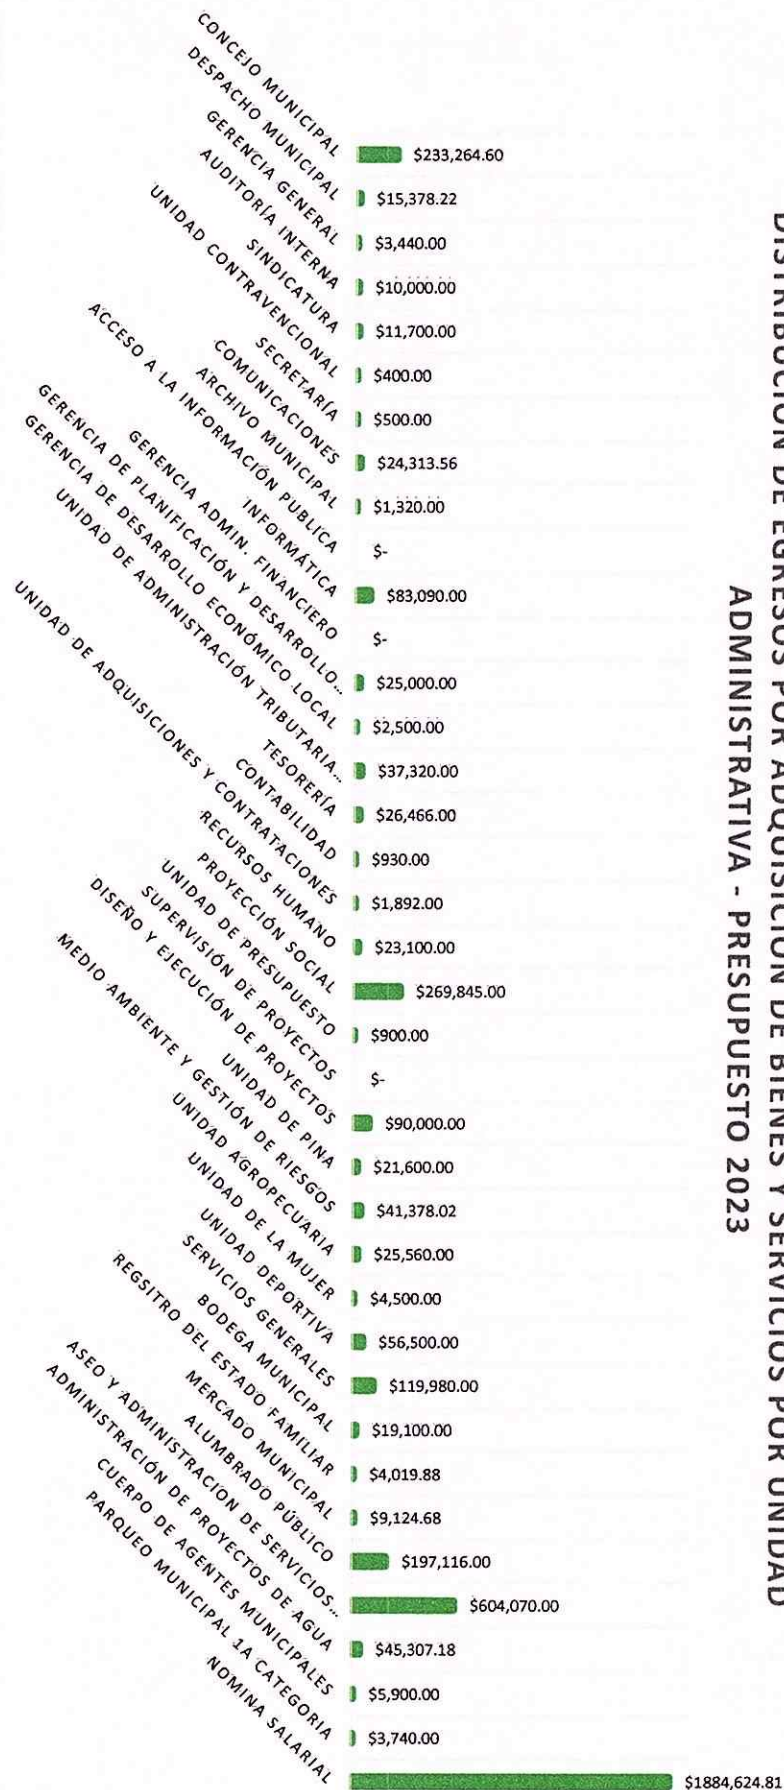 DISTRIBUCIÓN DE EGRESOS POR ADQUISICIÓN DE BIENES Y SERVICIOS POR UNIDAD
ADMINISTRATIVA - PRESUPUESTO 2023
CONCEJO MUNICIPAL $233,264.60
DESPACHO MUNICIPAL $15,378.22
GERENCIA GENERAL $3,440.00
AUDITORÍA INTERNA $10,000.00
SINDICATURA $11,700.00
UNIDAD CONTRAVENCIONAL $400.00
SECRETARÍA $500.00
COMUNICACIONES $24,313.56
ARCHIVO MUNICIPAL $1,320.00
ACCESO A LA INFORMACIÓN PUBLICA $-
INFORMÁTICA $83,090.00
GERENCIA ADMIN. FINANCIERO $-
GERENCIA DE PLANIFICACIÓN Y DESARROLLO... $25,000.00
GERENCIA DE DESARROLLO ECONÓMICO LOCAL $2,500.00
UNIDAD DE ADMINISTRACIÓN TRIBUTARIA... $37,320.00
TESORERÍA $26,466.00
CONTABILIDAD $930.00
UNIDAD DE ADQUISICIONES Y CONTRATACIONES $1,892.00
RECURSOS HUMANO $23,100.00
PROYECCIÓN SOCIAL $269,845.00
UNIDAD DE PRESUPUESTO $900.00
SUPERVISIÓN DE PROYECTOS $-
DISEÑO Y EJECUCIÓN DE PROYECTOS $90,000.00
UNIDAD DE PINA $21,600.00
MEDIO AMBIENTE Y GESTIÓN DE RIESGOS $41,378.02
UNIDAD AGROPECUARIA $25,560.00
UNIDAD DE LA MUJER $4,500.00
UNIDAD DEPORTIVA $56,500.00
SERVICIOS GENERALES $119,980.00
BODEGA MUNICIPAL $19,100.00
REGSITRO DEL ESTADO FAMILIAR $4,019.88
MERCADO MUNICIPAL $9,124.68
ALUMBRADO PÚBLICO $197,116.00
ASEO Y ADMINISTRACIÓN DE SERVICIOS... $604,070.00
ADMINISTRACIÓN DE PROYECTOS DE AGUA $45,307.18
CUERPO DE AGENTES MUNICIPALES $5,900.00
PARQUEO MUNICIPAL 1A CATEGORIA $3,740.00
NOMINA SALARIAL $1884,624.81